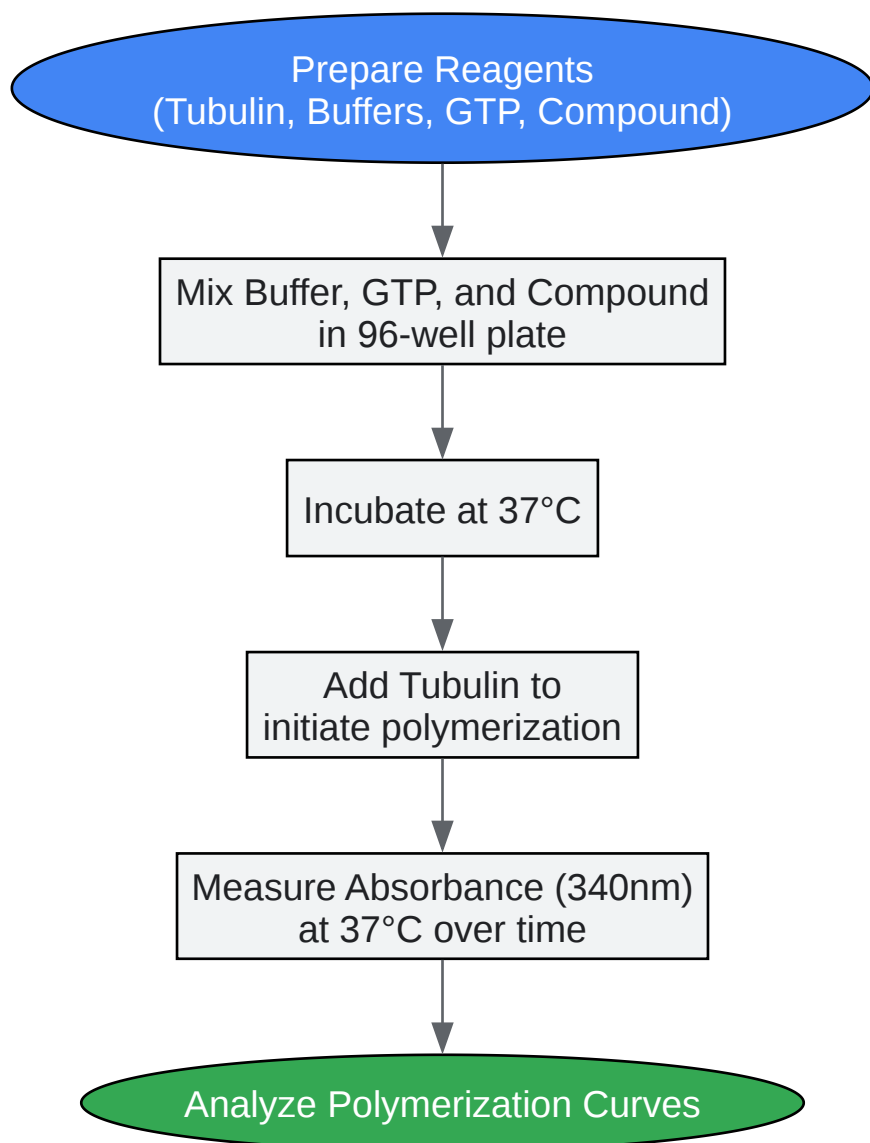 Prepare Reagents
(Tubulin, Buffers, GTP, Compound)
Mix Buffer, GTP, and Compound
in 96-well plate
Incubate at 37°C
Add Tubulin to
initiate polymerization
Measure Absorbance (340nm)
at 37°C over time
Analyze Polymerization Curves